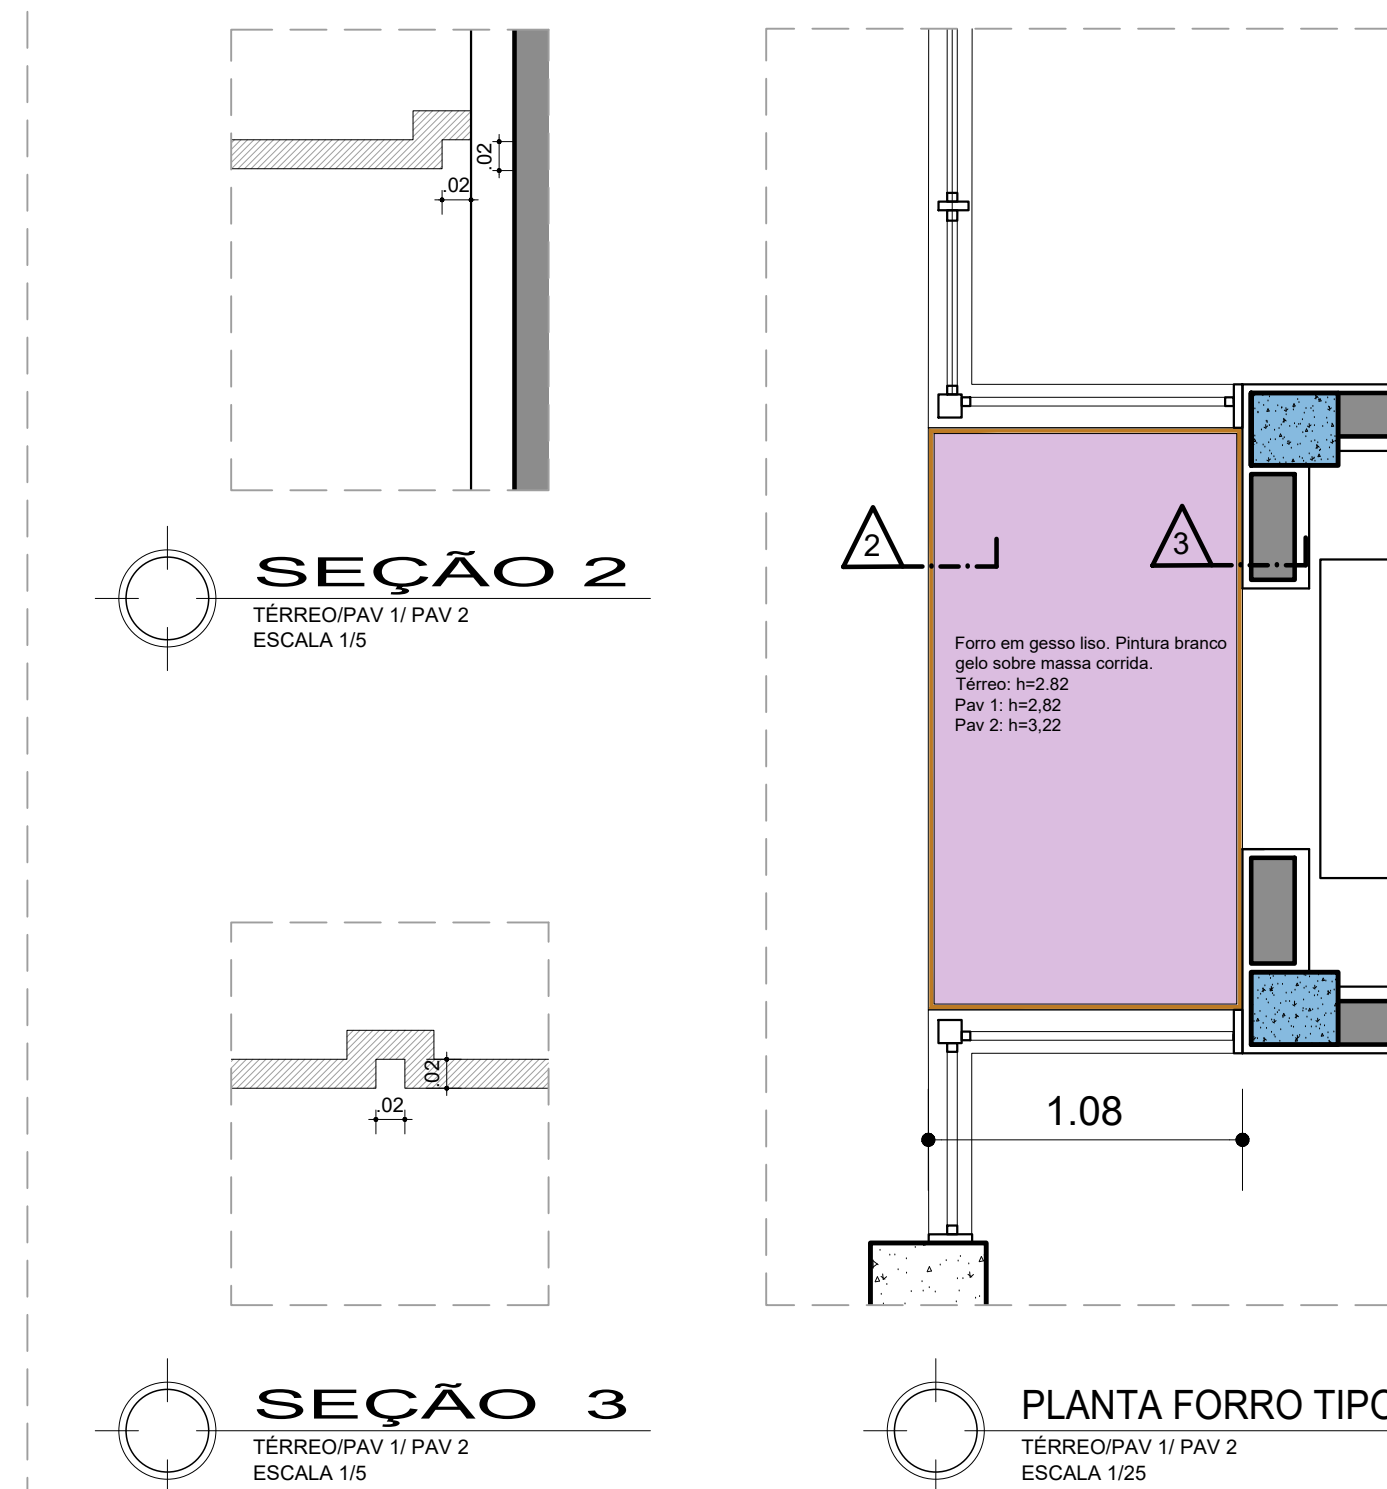 .02
.02
SEÇÃO 2
TÉRREO/PAV 1/ PAV 2
ESCALA 1/5
.02
.02
SEÇÃO 3
TÉRREO/PAV 1/ PAV 2
ESCALA 1/5
2
3
Forro em gesso liso. Pintura branco
gelo sobre massa corrida.
Térreo: h=2.82
Pav 1: h=2,82
Pav 2: h=3,22
1.08
PLANTA FORRO TIPO
TÉRREO/PAV 1/ PAV 2
ESCALA 1/25